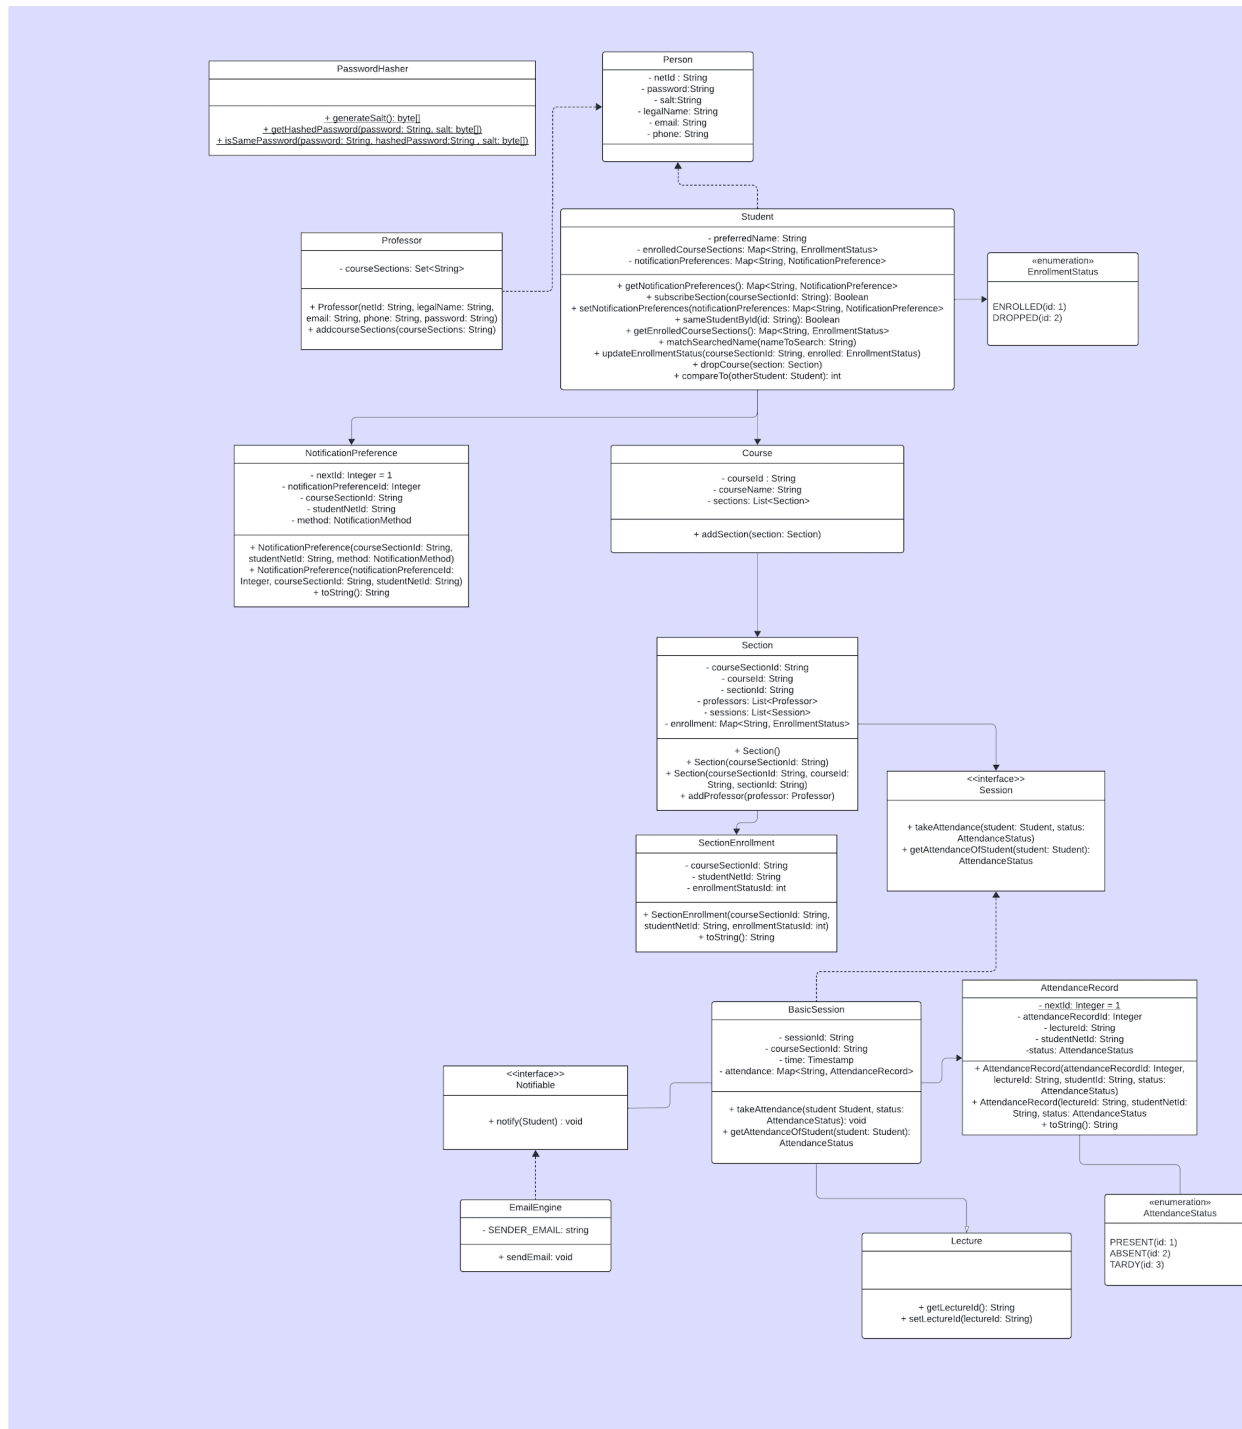 PasswordHasher
+ generateSalt(): byte[]
+ getHashedPassword(password: String, salt: byte[])
+ isSamePassword(password: String, hashedPassword:String , salt: byte[])
Person
- netId : String
- password:String
- salt:String
- legalName: String
- email: String
- phone: String
Professor
- courseSections: Set<String>
+ Professor(netId: String, legalName: String,
email: String, phone: String, password: String)
+ addcourseSections(courseSections: String)
Student
- preferredName: String
- enrolledCourseSections: Map<String, EnrollmentStatus>
- notificationPreferences: Map<String, NotificationPreference>
+ getNotificationPreferences(): Map<String, NotificationPreference>
+ subscribeSection(courseSectionId: String): Boolean
+ setNotificationPreferences(notificationPreferences: Map<String, NotificationPreference>
+ sameStudentById(id: String): Boolean
+ getEnrolledCourseSections(): Map<String, EnrollmentStatus>
+ matchSearchedName(nameToSearch: String)
+ updateEnrollmentStatus(courseSectionId: String, enrolled: EnrollmentStatus)
+ dropCourse(section: Section)
+ compareTo(otherStudent: Student): int
«enumeration»
EnrollmentStatus
ENROLLED(id: 1)
DROPPED(id: 2)
NotificationPreference
- nextId: Integer = 1
- notificationPreferenceId: Integer
- courseSectionId: String
- studentNetId: String
- method: NotificationMethod
+ NotificationPreference(courseSectionId: String,
studentNetId: String, method: NotificationMethod)
+ NotificationPreference(notificationPreferenceId:
Integer, courseSectionId: String, studentNetId: String)
+ toString(): String
Course
- courseId : String
- courseName: String
- sections: List<Section>
+ addSection(section: Section)
Section
- courseSectionId: String
- courseId: String
- sectionId: String
- professors: List<Professor>
- sessions: List<Session>
- enrollment: Map<String, EnrollmentStatus>
+ Section()
+ Section(courseSectionId: String)
+ Section(courseSectionId: String, courseId:
String, sectionId: String)
+ addProfessor(professor: Professor)
<<interface>>
Session
+ takeAttendance(student: Student, status:
AttendanceStatus)
+ getAttendanceOfStudent(student: Student):
AttendanceStatus
SectionEnrollment
- courseSectionId: String
- studentNetId: String
- enrollmentStatusId: int
+ SectionEnrollment(courseSectionId: String,
studentNetId: String, enrollmentStatusId: int)
+ toString(): String
BasicSession
- sessionId: String
- courseSectionId: String
- time: Timestamp
- attendance: Map<String, AttendanceRecord>
+ takeAttendance(student Student, status:
AttendanceStatus): void
+ getAttendanceOfStudent(student: Student):
AttendanceStatus
AttendanceRecord
- nextId: Integer = 1
- attendanceRecordId: Integer
- lectureId: String
- studentNetId: String
-status: AttendanceStatus
+ AttendanceRecord(attendanceRecordId: Integer,
lectureId: String, studentId: String, status:
AttendanceStatus)
+ AttendanceRecord(lectureId: String, studentNetId:
String, status: AttendanceStatus
+ toString(): String
<<interface>>
Notifiable
+ notify(Student) : void
EmailEngine
- SENDER_EMAIL: string
+ sendEmail: void
«enumeration»
AttendanceStatus
PRESENT(id: 1)
ABSENT(id: 2)
TARDY(id: 3)
Lecture
+ getLectureId(): String
+ setLectureId(lectureId: String)